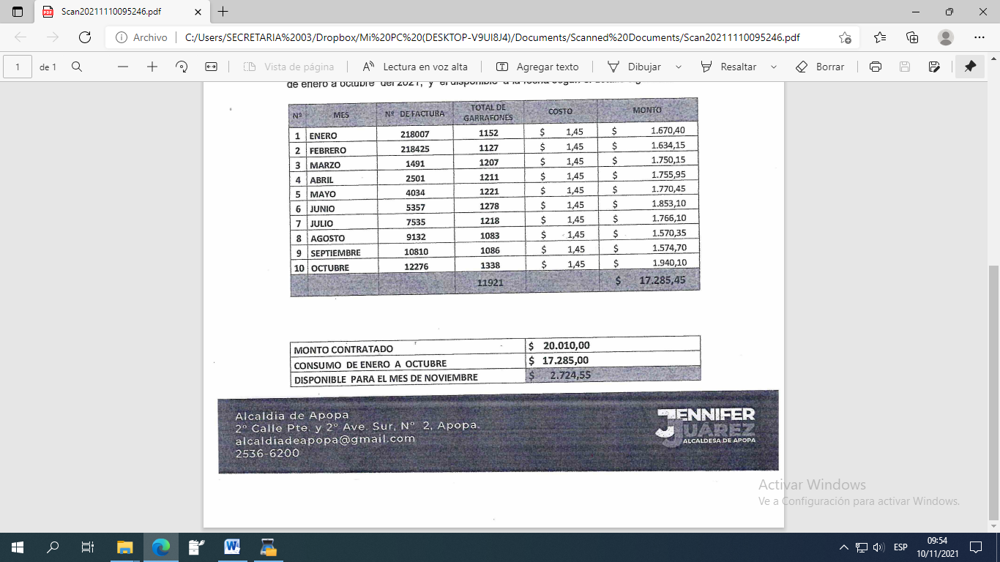 Scan20211110095246.pdf
Archivo C:/Users/SECRETARIA%2003/Dropbox/Mi%20PC%20(DESKTOP-V9UI8J4)/Documents/Scanned%20Documents/Scan20211110095246.pdf
1 de 1 Vista de página Lectura en voz alta Agregar texto Dibujar Resaltar Borrar
de enero a octubre del 2021, y el disponible a la fecha según el
Nº MES Nº DE FACTURA TOTAL DE GARRAFONES COSTO MONTO
1 ENERO 218007 1152 $ 1,45 $ 1.670,40
2 FEBRERO 218425 1127 $ 1,45 $ 1.634,15
3 MARZO 1491 1207 $ 1,45 $ 1.750,15
4 ABRIL 2501 1211 $ 1,45 $ 1.755,95
5 MAYO 4034 1221 $ 1,45 $ 1.770,45
6 JUNIO 5357 1278 $ 1,45 $ 1.853,10
7 JULIO 7535 1218 $ 1,45 $ 1.766,10
8 AGOSTO 9132 1083 $ 1,45 $ 1.570,35
9 SEPTIEMBRE 10810 1086 $ 1,45 $ 1.574,70
10 OCTUBRE 12276 1338 $ 1,45 $ 1.940,10
11921 $ 17.285,45
MONTO CONTRATADO $ 20.010,00
CONSUMO DE ENERO A OCTUBRE $ 17.285,00
DISPONIBLE PARA EL MES DE NOVIEMBRE $ 2.724,55
Alcaldia de Apopa
2° Calle Pte. y 2° Ave. Sur, N° 2, Apopa.
alcaldiadeapopa@gmail.com
2536-6200
JENNIFER
JUÁREZ
ALCALDESA DE APOPA
Activar Windows
Ve a Configuración para activar Windows.
ESP
09:54
10/11/2021